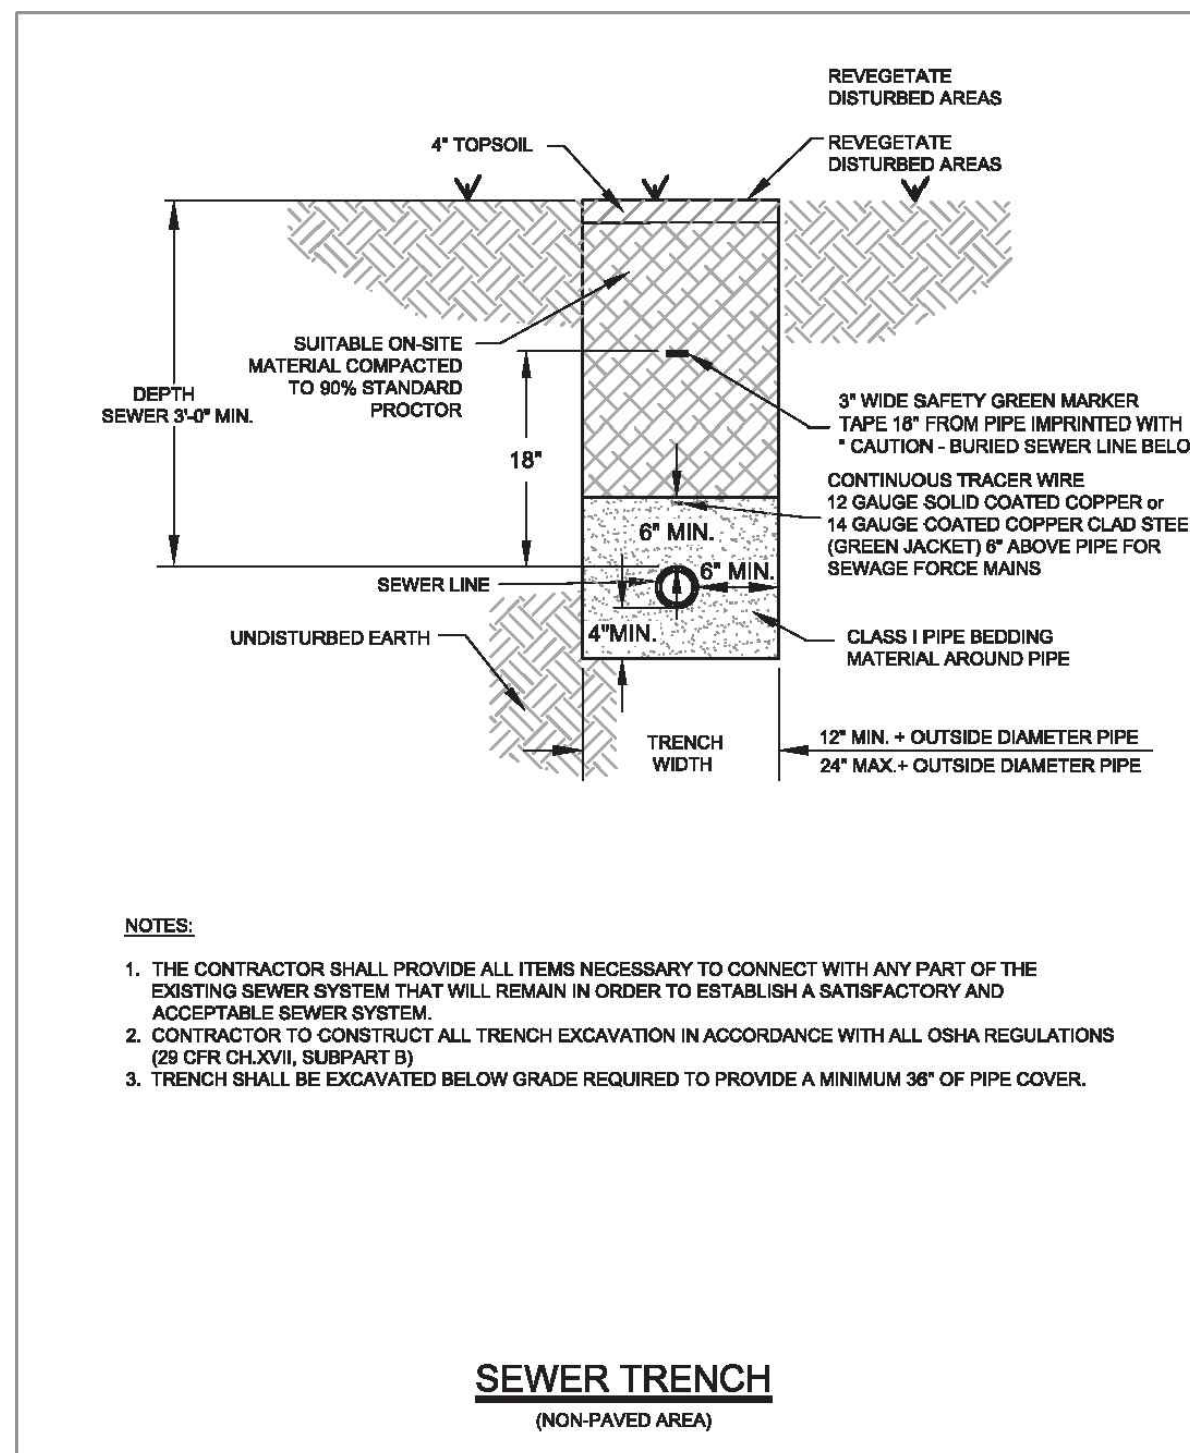 REVEGETATE
DISTURBED AREAS
4" TOPSOIL
REVEGETATE
DISTURBED AREAS
SUITABLE ON-SITE
MATERIAL COMPACTED
TO 90% STANDARD
PROCTOR
DEPTH
SEWER 3'-0" MIN.
18"
3" WIDE SAFETY GREEN MARKER
TAPE 18" FROM PIPE IMPRINTED WITH
" CAUTION - BURIED SEWER LINE BELO
CONTINUOUS TRACER WIRE
12 GAUGE SOLID COATED COPPER or
14 GAUGE COATED COPPER CLAD STEE
(GREEN JACKET) 6" ABOVE PIPE FOR
SEWAGE FORCE MAINS
6" MIN.
6" MIN.
SEWER LINE
4"MIN.
UNDISTURBED EARTH
CLASS I PIPE BEDDING
MATERIAL AROUND PIPE
TRENCH
WIDTH
12" MIN. + OUTSIDE DIAMETER PIPE
24" MAX.+ OUTSIDE DIAMETER PIPE
NOTES:
1. THE CONTRACTOR SHALL PROVIDE ALL ITEMS NECESSARY TO CONNECT WITH ANY PART OF THE
EXISTING SEWER SYSTEM THAT WILL REMAIN IN ORDER TO ESTABLISH A SATISFACTORY AND
ACCEPTABLE SEWER SYSTEM.
2. CONTRACTOR TO CONSTRUCT ALL TRENCH EXCAVATION IN ACCORDANCE WITH ALL OSHA REGULATIONS
(29 CFR CH.XVII, SUBPART B)
3. TRENCH SHALL BE EXCAVATED BELOW GRADE REQUIRED TO PROVIDE A MINIMUM 36" OF PIPE COVER.
SEWER TRENCH
(NON-PAVED AREA)